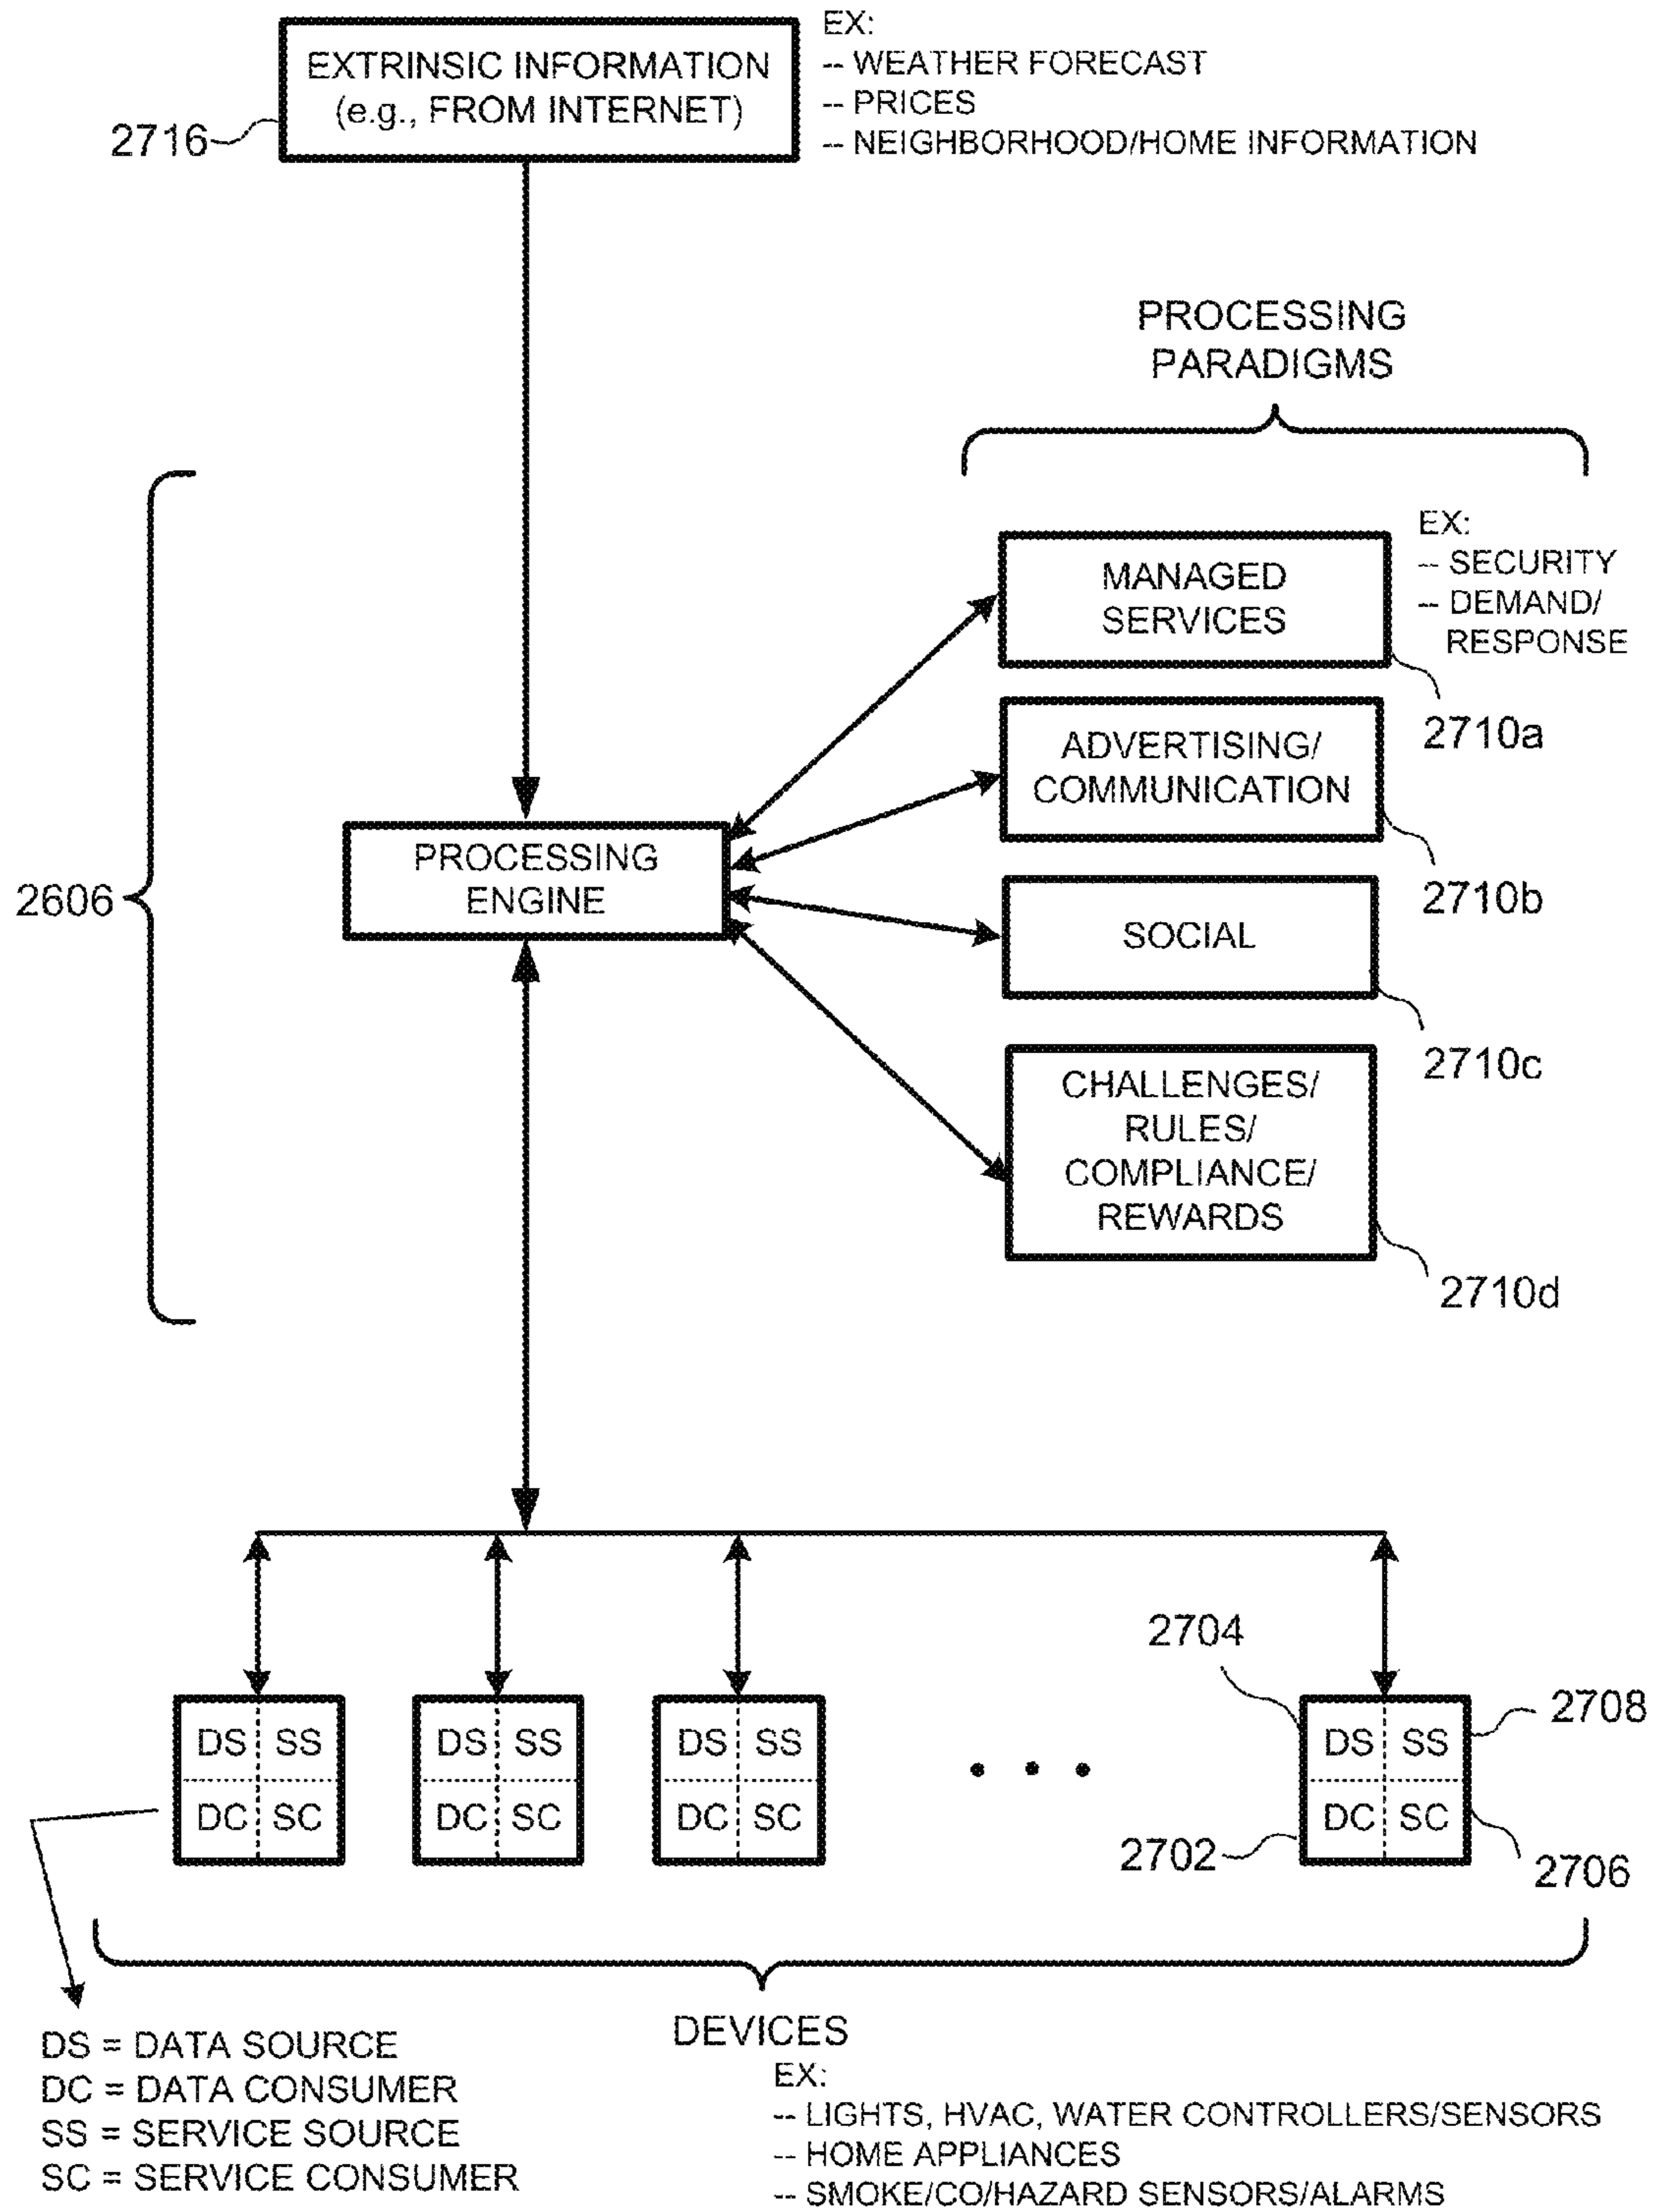 EXTRINSIC INFORMATION
(e.g., FROM INTERNET)
2716
EX:
-- WEATHER FORECAST
-- PRICES
-- NEIGHBORHOOD/HOME INFORMATION
PROCESSING
PARADIGMS
MANAGED
SERVICES
EX:
-- SECURITY
-- DEMAND/
RESPONSE
2710a
ADVERTISING/
COMMUNICATION
2710b
PROCESSING
ENGINE
2606
SOCIAL
2710c
CHALLENGES/
RULES/
COMPLIANCE/
REWARDS
2710d
DS SS
DC SC
DS SS
DC SC
DS SS
DC SC
. . .
2704
DS SS
DC SC
2708
2702
2706
DS = DATA SOURCE
DC = DATA CONSUMER
SS = SERVICE SOURCE
SC = SERVICE CONSUMER
DEVICES
EX:
-- LIGHTS, HVAC, WATER CONTROLLERS/SENSORS
-- HOME APPLIANCES
-- SMOKE/CO/HAZARD SENSORS/ALARMS